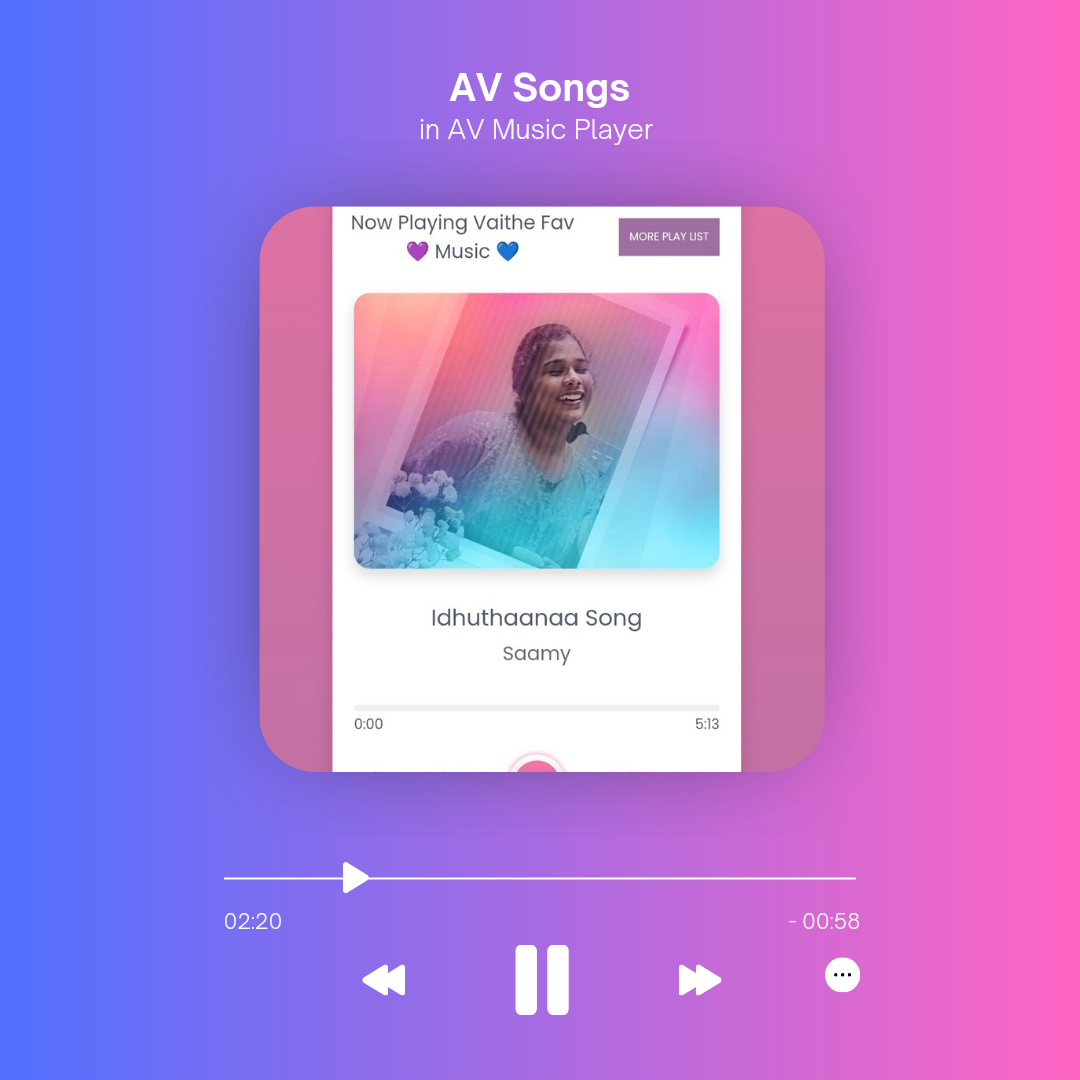 AV Songs
in AV Music Player
Now Playing Vaithe Fav
💜 Music 💙
MORE PLAY LIST
Idhuthaanaa Song
Saamy
0:00
5:13
02:20
- 00:58